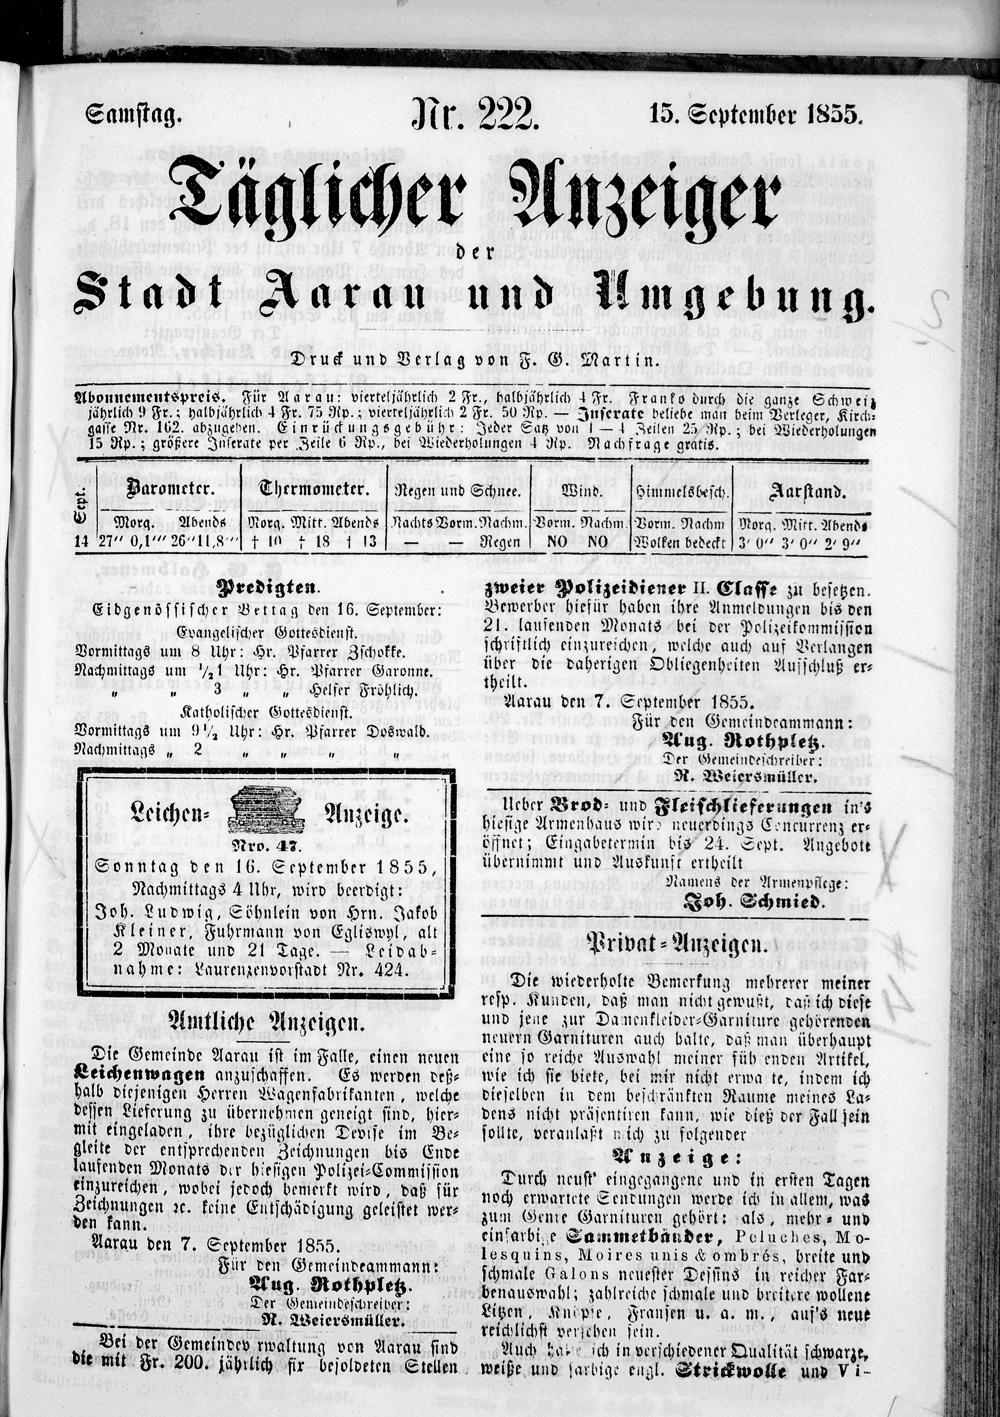 Samstag. Nr. 222. 15. September 1855.
Täglicher Anzeiger
der
Stadt Aarau und Umgebung.
Druck und Verlag von F. G. Martin.
Abonnementspreis. Für Aarau: vierteljährlich 2 Fr., halbjährlich 4 Fr. Franko durch die ganze Schweiz
jährlich 9 Fr.; halbjährlich 4 Fr. 75 Rp.; vierteljährlich 2 Fr. 50 Rp. — Inserate beliebe man beim Verleger, Kirch-
gasse Nr. 162. abzugeben. Einrückungsgebühr: Jeder Satz von 1—4 Zeilen 25 Rp.; bei Wiederholungen
15 Rp.; größere Inserate per Zeile 6 Rp., bei Wiederholungen 4 Rp. Nachfrage gratis.
Sept. Barometer. Thermometer. Regen und Schnee. Wind. Himmelsbesch. Aarstand.
Morg. Abends Morg. Mitt. Abends Nachts Vorm. Nachm. Vorm. Nachm. Vorm. Nachm Morg. Mitt. Abends
14 27" 0,1"' 26"11,8"' † 10 † 18 † 13 — — Regen NO NO Wolken bedeckt 3' 0" 3' 0" 2' 9"
Predigten.
Eidgenössischer Bettag den 16. September:
Evangelischer Gottesdienst.
Vormittags um 8 Uhr: Hr. Pfarrer Zschokke.
Nachmittags um ½1 Uhr: Hr. Pfarrer Garonne.
„ „ 3 „ „ Helfer Fröhlich.
Katholischer Gottesdienst.
Vormittags um 9½ Uhr: Hr. Pfarrer Doswald.
Nachmittags „ 2 „ „ „ „
Leichen- Anzeige.
Nro. 47.
Sonntag den 16. September 1855,
Nachmittags 4 Uhr, wird beerdigt:
Joh. Ludwig, Söhnlein von Hrn. Jakob
Kleiner, Fuhrmann von Egliswyl, alt
2 Monate und 21 Tage. — Leidab-
nahme: Laurenzenvorstadt Nr. 424.
Amtliche Anzeigen.
Die Gemeinde Aarau ist im Falle, einen neuen
Leichenwagen anzuschaffen. Es werden deß-
halb diejenigen Herren Wagenfabrikanten, welche
dessen Lieferung zu übernehmen geneigt sind, hier-
mit eingeladen, ihre bezüglichen Devise im Be-
gleite der entsprechenden Zeichnungen bis Ende
laufenden Monats der hiesigen Polizei-Commission
einzureichen, wobei jedoch bemerkt wird, daß für
Zeichnungen ꝛc. keine Entschädigung geleistet wer-
den kann.
Aarau den 7. September 1855.
Für den Gemeindeammann:
Aug. Rothpletz.
Der Gemeindeschreiber:
R. Weiersmüller.
Bei der Gemeindeverwaltung von Aarau sind
die mit Fr. 200. jährlich fix besoldeten Stellen
zweier Polizeidiener II. Classe zu besetzen.
Bewerber hiefür haben ihre Anmeldungen bis den
21. laufenden Monats bei der Polizeikommission
schriftlich einzureichen, welche auch auf Verlangen
über die daherigen Obliegenheiten Aufschluß er-
theilt.
Aarau den 7. September 1855.
Für den Gemeindeammann:
Aug. Rothpletz.
Der Gemeindeschreiber:
R. Weiersmüller.
Ueber Brod- und Fleischlieferungen in's
hiesige Armenhaus wird neuerdings Concurrenz er-
öffnet; Eingabetermin bis 24. Sept. Angebote
übernimmt und Auskunft ertheilt
Namens der Armenpflege:
Joh. Schmied.
Privat-Anzeigen.
Die wiederholte Bemerkung mehrerer meiner
resp. Kunden, daß man nicht gewußt, daß ich diese
und jene zur Damenkleider-Garniture gehörenden
neuern Garnituren auch halte, daß man überhaupt
eine so reiche Auswahl meiner führenden Artikel,
wie ich sie biete, bei mir nicht erwarte, indem ich
dieselben in dem beschränkten Raume meines La-
dens nicht präsentiren kann, wie dieß der Fall sein
sollte, veranlaßt mich zu folgender
Anzeige:
Durch neust eingegangene und in ersten Tagen
noch erwartete Sendungen werde ich in allem, was
zum Genre Garnituren gehört: als, mehr- und
einfarbige Sammetbänder, Peluches, Mo-
lesquins, Moires unis & ombrés, breite und
schmale Galons neuester Dessins in reicher Far-
benauswahl; zahlreiche schmale und breitere wollene
Litzen, Knöpfe, Fransen u. a. m., auf's neue
reichlichst versehen sein.
Auch habe ich in verschiedener Qualität schwarze,
weiße und farbige engl. Strickwolle und Vi-